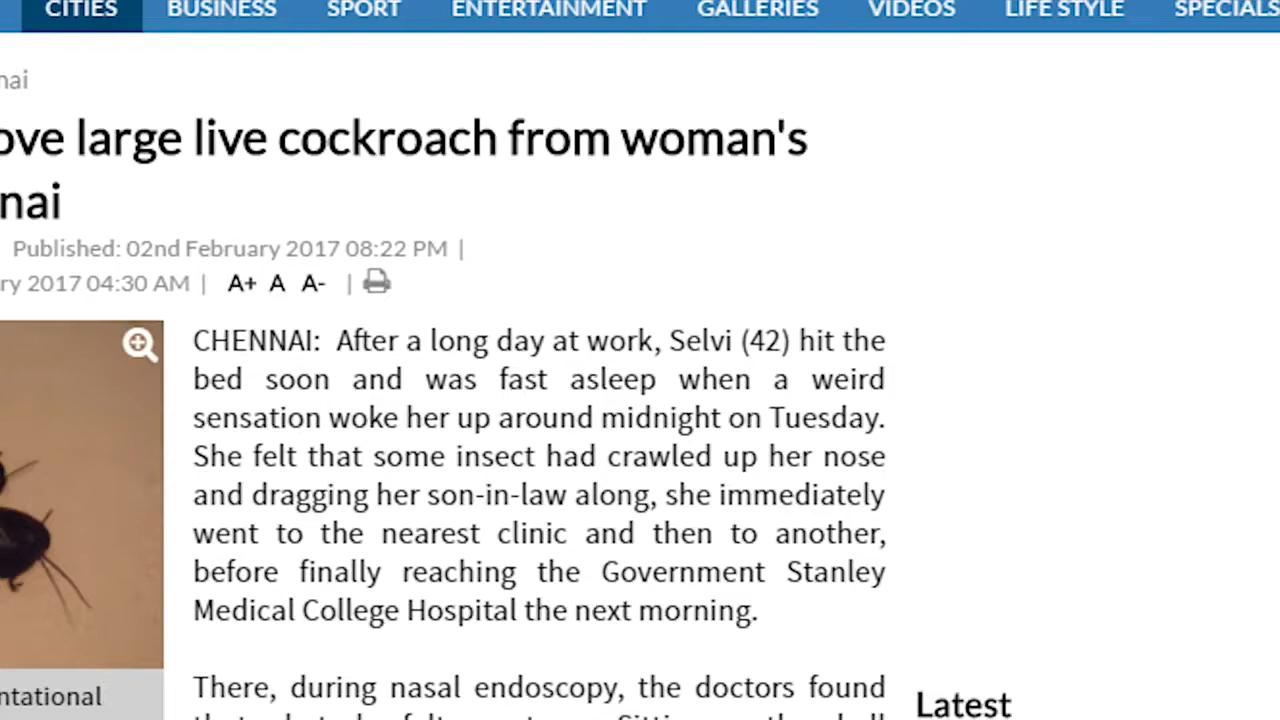 CITIES BUSINESS SPORT ENTERTAINMENT GALLERIES VIDEOS LIFE STYLE SPECIALS
nai
ove large live cockroach from woman's
nai
Published: 02nd February 2017 08:22 PM |
ry 2017 04:30 AM | A+ A A- |
CHENNAI: After a long day at work, Selvi (42) hit the
bed soon and was fast asleep when a weird
sensation woke her up around midnight on Tuesday.
She felt that some insect had crawled up her nose
and dragging her son-in-law along, she immediately
went to the nearest clinic and then to another,
before finally reaching the Government Stanley
Medical College Hospital the next morning.
ntational
There, during nasal endoscopy, the doctors found
Latest